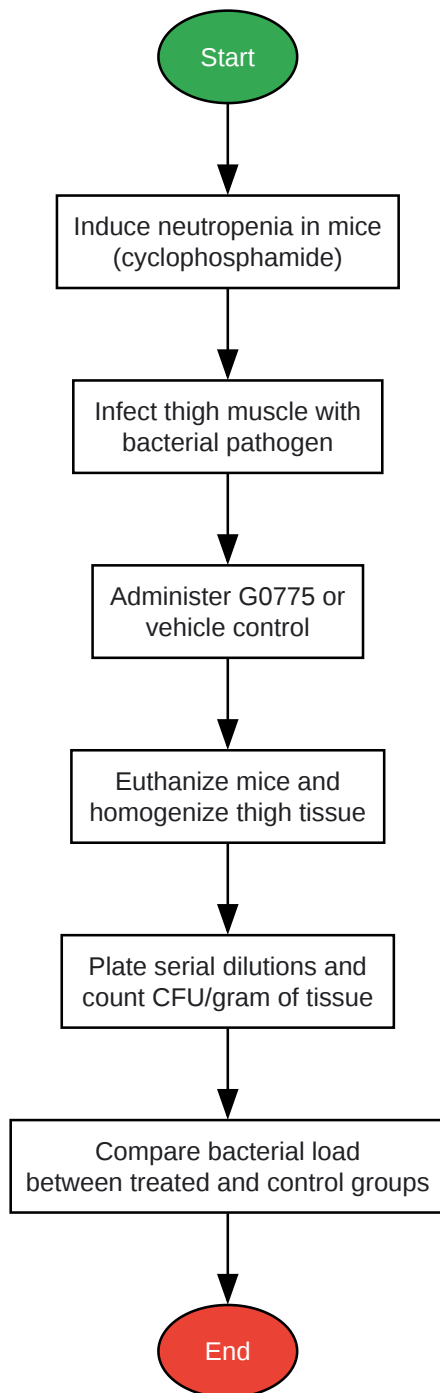 Start
Induce neutropenia in mice
(cyclophosphamide)
Infect thigh muscle with
bacterial pathogen
Administer G0775 or
vehicle control
Euthanize mice and
homogenize thigh tissue
Plate serial dilutions and
count CFU/gram of tissue
Compare bacterial load
between treated and control groups
End